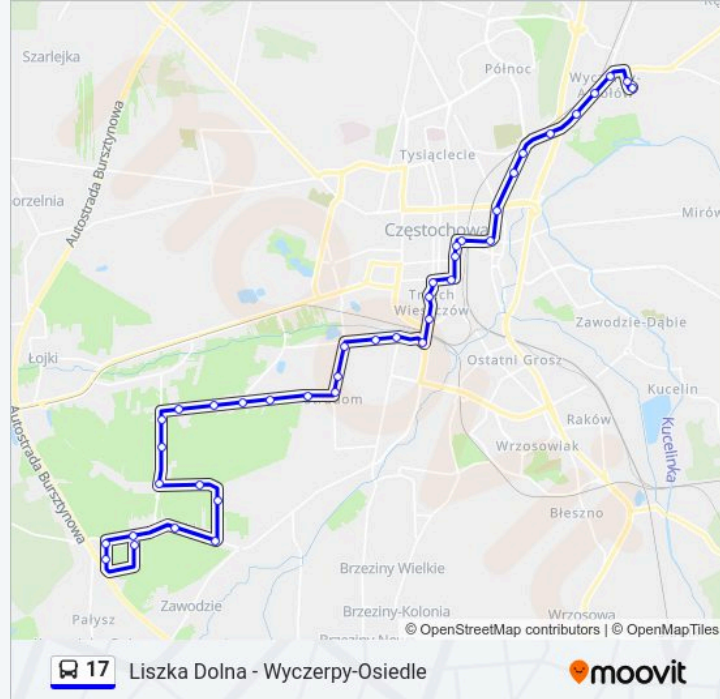 Szarlejka
Północ
Wyczerpy-
Aniołów
Autostrada Bursztynowa
Tysiąclecie
orzelnia
Mirów
Częstochowa
Trzech
Wieszczów
Zawodzie-Dąbie
Łojki
Ostatni Grosz
Kucelin
Stradom
Raków
Kucelinka
Wrzosowiak
Autostrada Bursztynowa
Błeszno
Brzeziny Wielkie
Zawodzie
Brzeziny-Kolonia
Wrzosowa
Pałysz
© OpenStreetMap contributors | © OpenMapTiles
17 Liszka Dolna - Wyczerpy-Osiedle
moovit